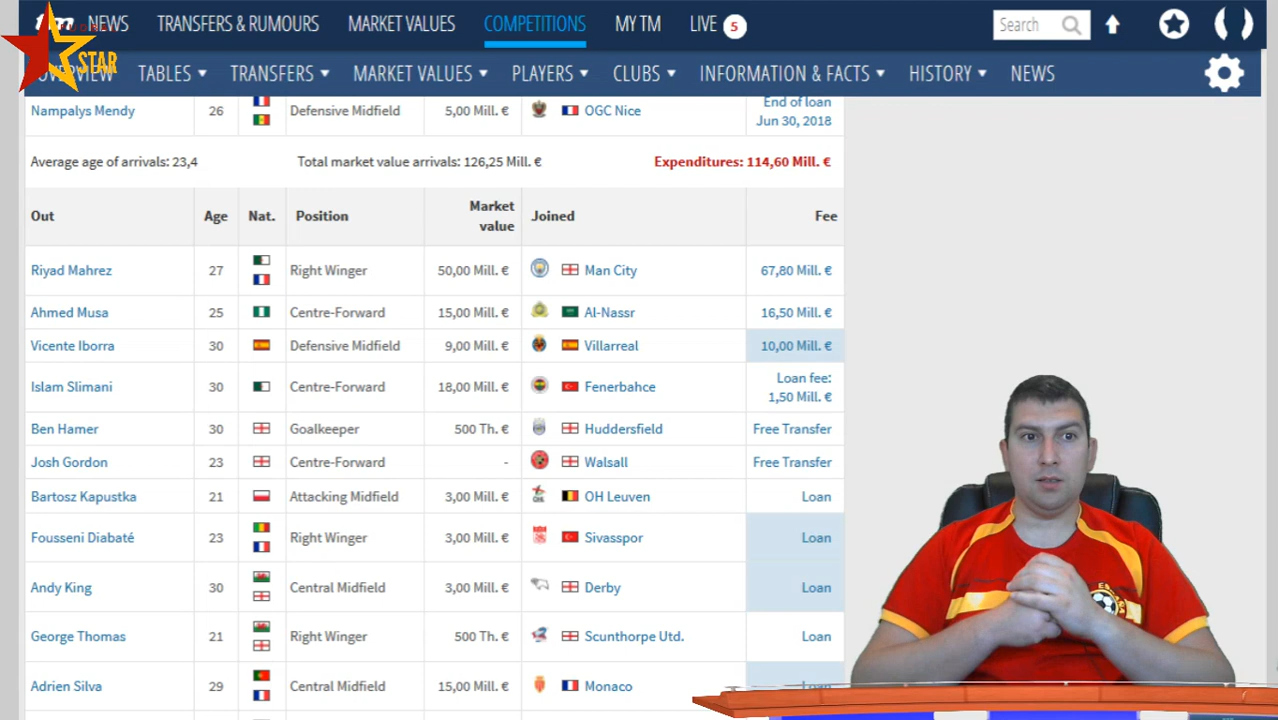 tm NEWS TRANSFERS & RUMOURS MARKET VALUES COMPETITIONS MY TM LIVE 5 Search
STAR
OVERVIEW TABLES TRANSFERS MARKET VALUES PLAYERS CLUBS INFORMATION & FACTS HISTORY NEWS
Nampalys Mendy 26 Defensive Midfield 5,00 Mill. € OGC Nice End of loan
Jun 30, 2018
Average age of arrivals: 23,4 Total market value arrivals: 126,25 Mill. € Expenditures: 114,60 Mill. €
Out Age Nat. Position Market value Joined Fee
Riyad Mahrez 27 Right Winger 50,00 Mill. € Man City 67,80 Mill. €
Ahmed Musa 25 Centre-Forward 15,00 Mill. € Al-Nassr 16,50 Mill. €
Vicente Iborra 30 Defensive Midfield 9,00 Mill. € Villarreal 10,00 Mill. €
Islam Slimani 30 Centre-Forward 18,00 Mill. € Fenerbahce Loan fee:
1,50 Mill. €
Ben Hamer 30 Goalkeeper 500 Th. € Huddersfield Free Transfer
Josh Gordon 23 Centre-Forward - Walsall Free Transfer
Bartosz Kapustka 21 Attacking Midfield 3,00 Mill. € OH Leuven Loan
Fousseni Diabaté 23 Right Winger 3,00 Mill. € Sivasspor Loan
Andy King 30 Central Midfield 3,00 Mill. € Derby Loan
George Thomas 21 Right Winger 500 Th. € Scunthorpe Utd. Loan
Adrien Silva 29 Central Midfield 15,00 Mill. € Monaco Loan